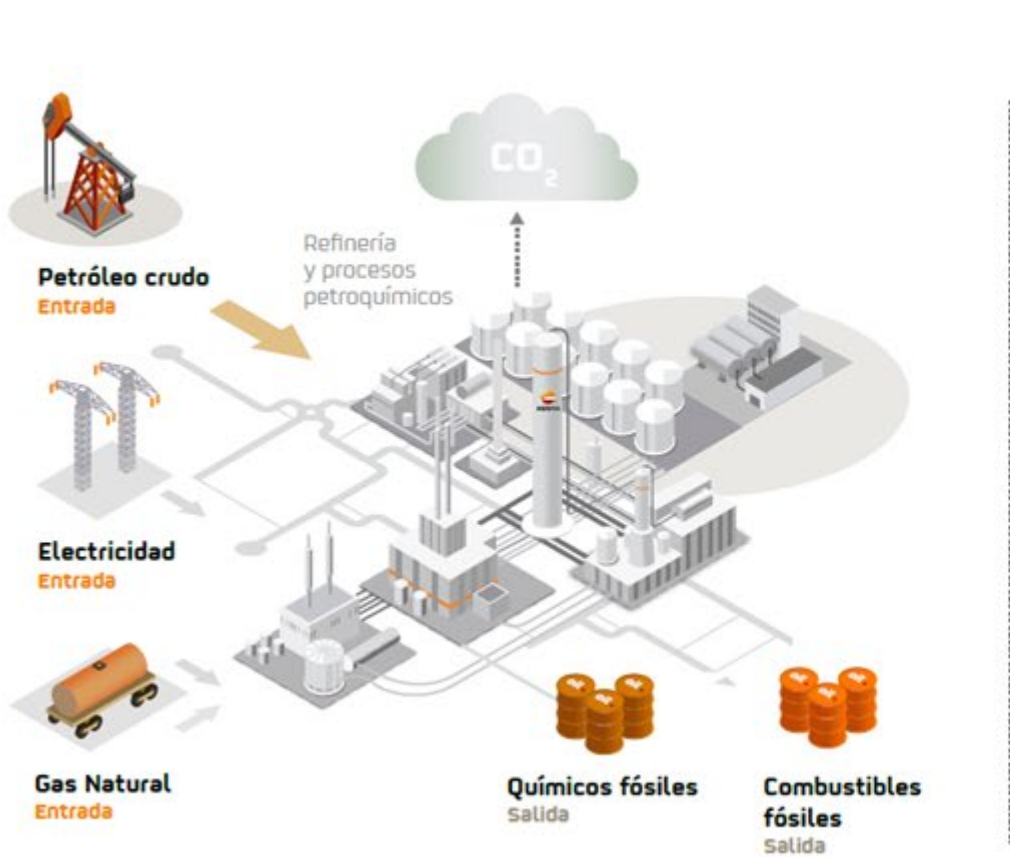 CO2
Refinería
y procesos
petroquímicos
Petróleo crudo
Entrada
Electricidad
Entrada
Gas Natural
Entrada
Químicos fósiles
Salida
Combustibles
fósiles
Salida